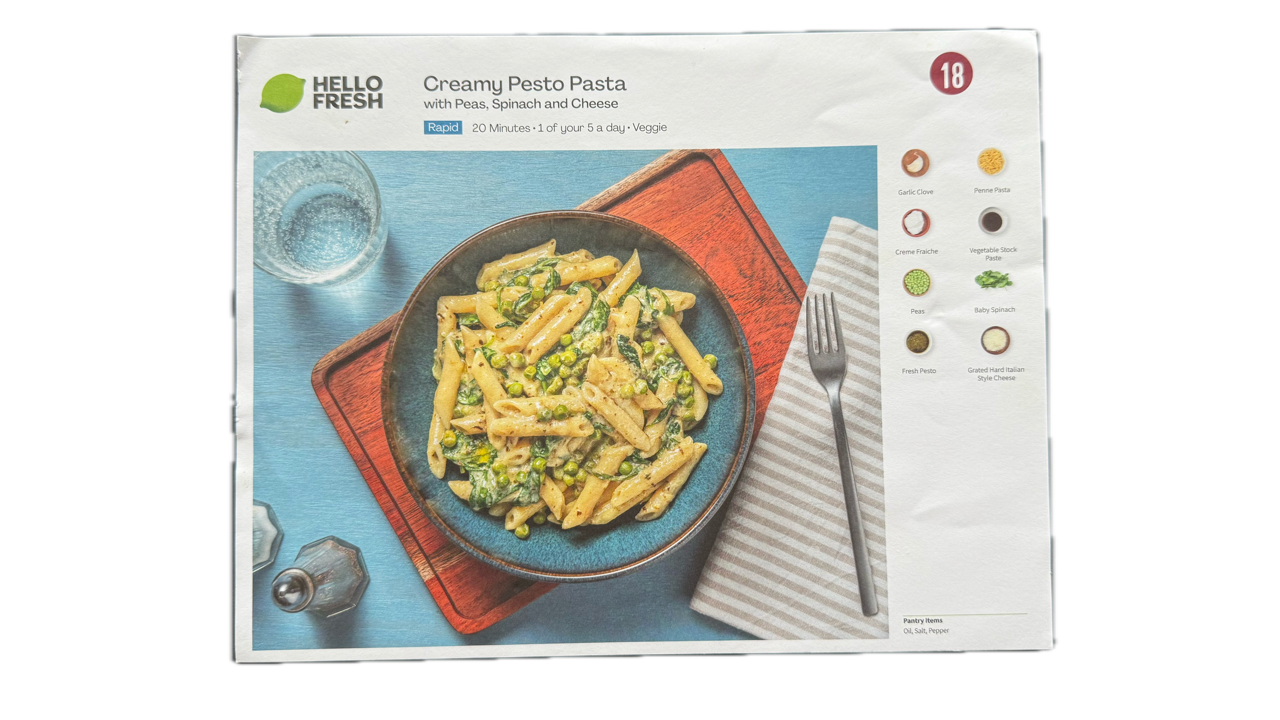 HELLO
FRESH
Creamy Pesto Pasta
with Peas, Spinach and Cheese
Rapid 20 Minutes • 1 of your 5 a day • Veggie
18
Garlic Clove
Penne Pasta
Creme Fraiche
Vegetable Stock
Paste
Peas
Baby Spinach
Fresh Pesto
Grated Hard Italian
Style Cheese
Pantry Items
Oil, Salt, Pepper